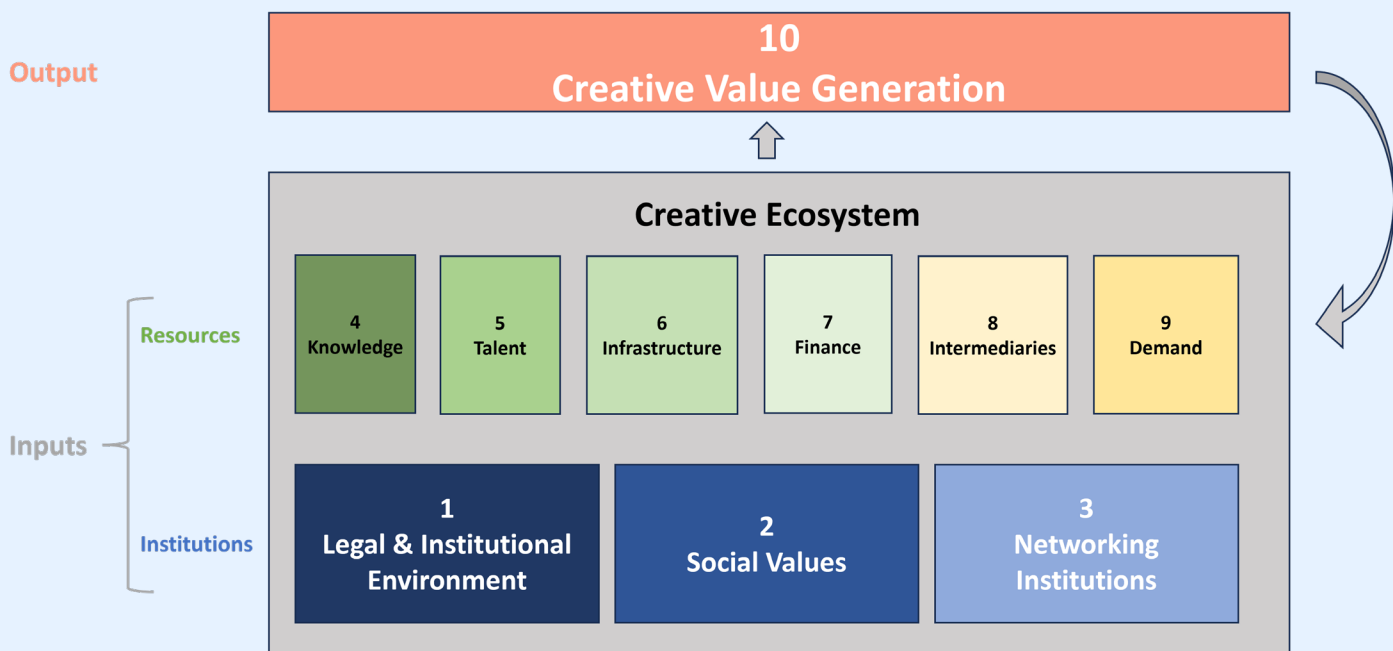 Output
10
Creative Value Generation
Creative Ecosystem
Inputs
Resources
4
Knowledge
5
Talent
6
Infrastructure
7
Finance
8
Intermediaries
9
Demand
Institutions
1
Legal & Institutional
Environment
2
Social Values
3
Networking
Institutions